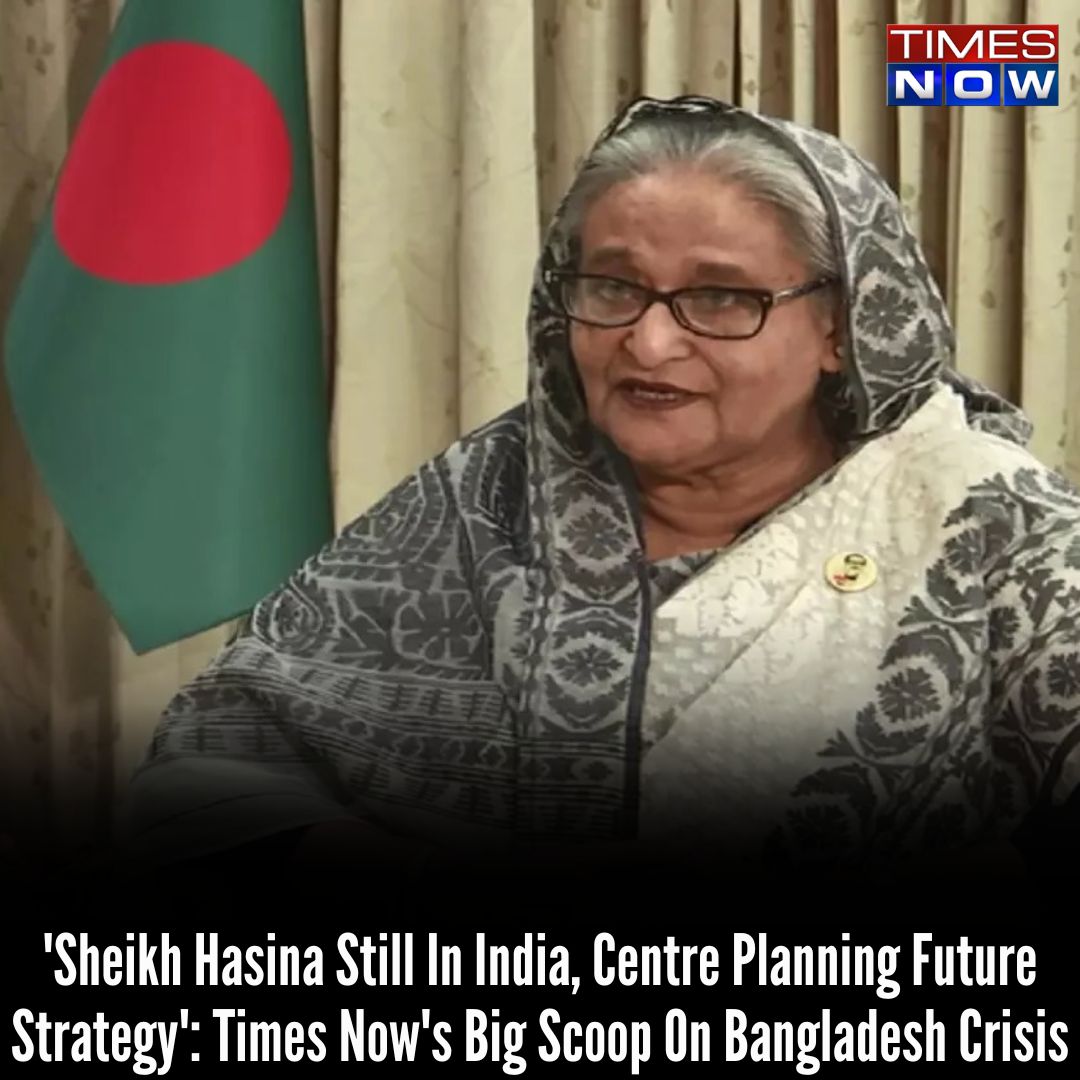 TIMES
NOW
'Sheikh Hasina Still In India, Centre Planning Future
Strategy': Times Now's Big Scoop On Bangladesh Crisis